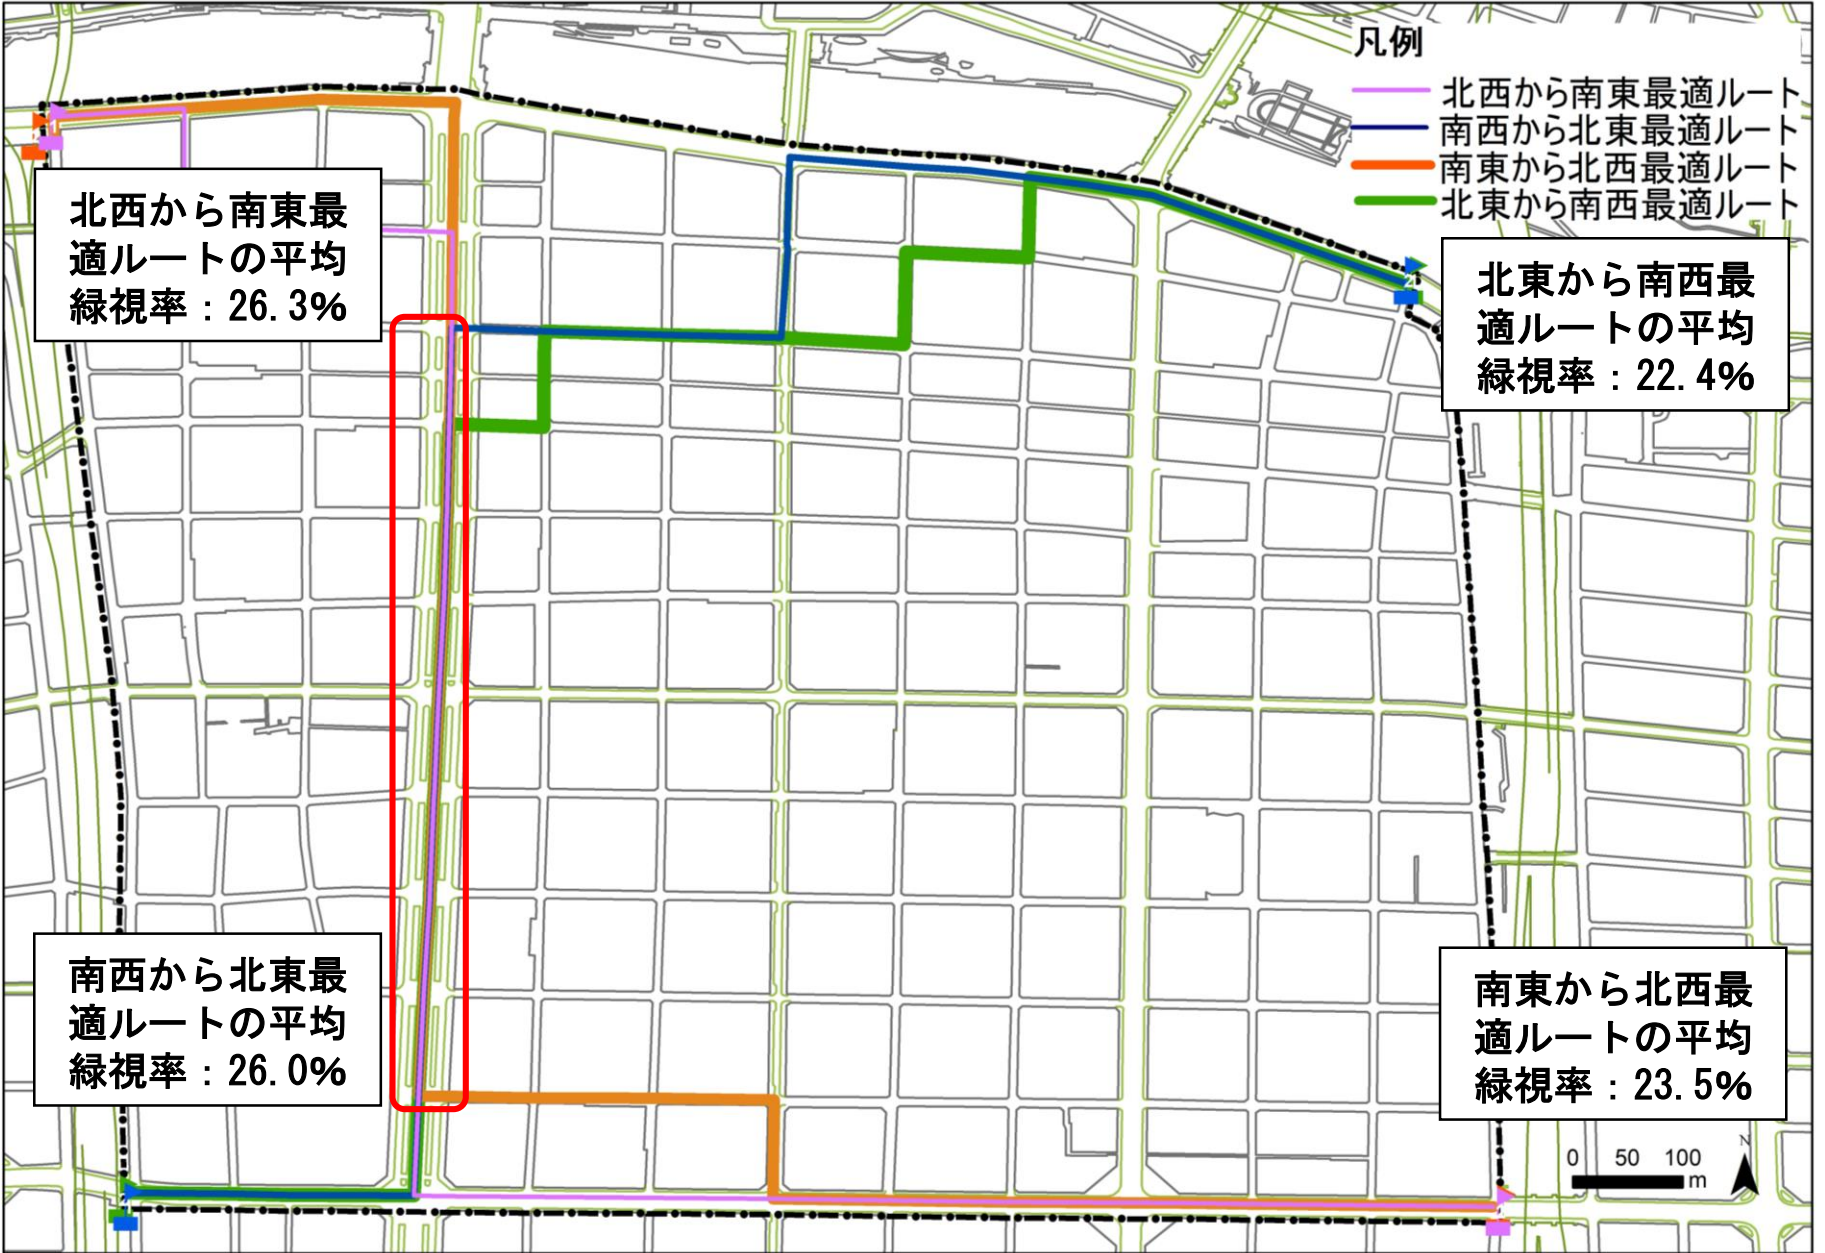 凡例
北西から南東最適ルート
南西から北東最適ルート
南東から北西最適ルート
北東から南西最適ルート
北西から南東最
適ルートの平均
緑視率：26.3%
北東から南西最
適ルートの平均
緑視率：22.4%
南西から北東最
適ルートの平均
緑視率：26.0%
南東から北西最
適ルートの平均
緑視率：23.5%
N
0 50 100
m